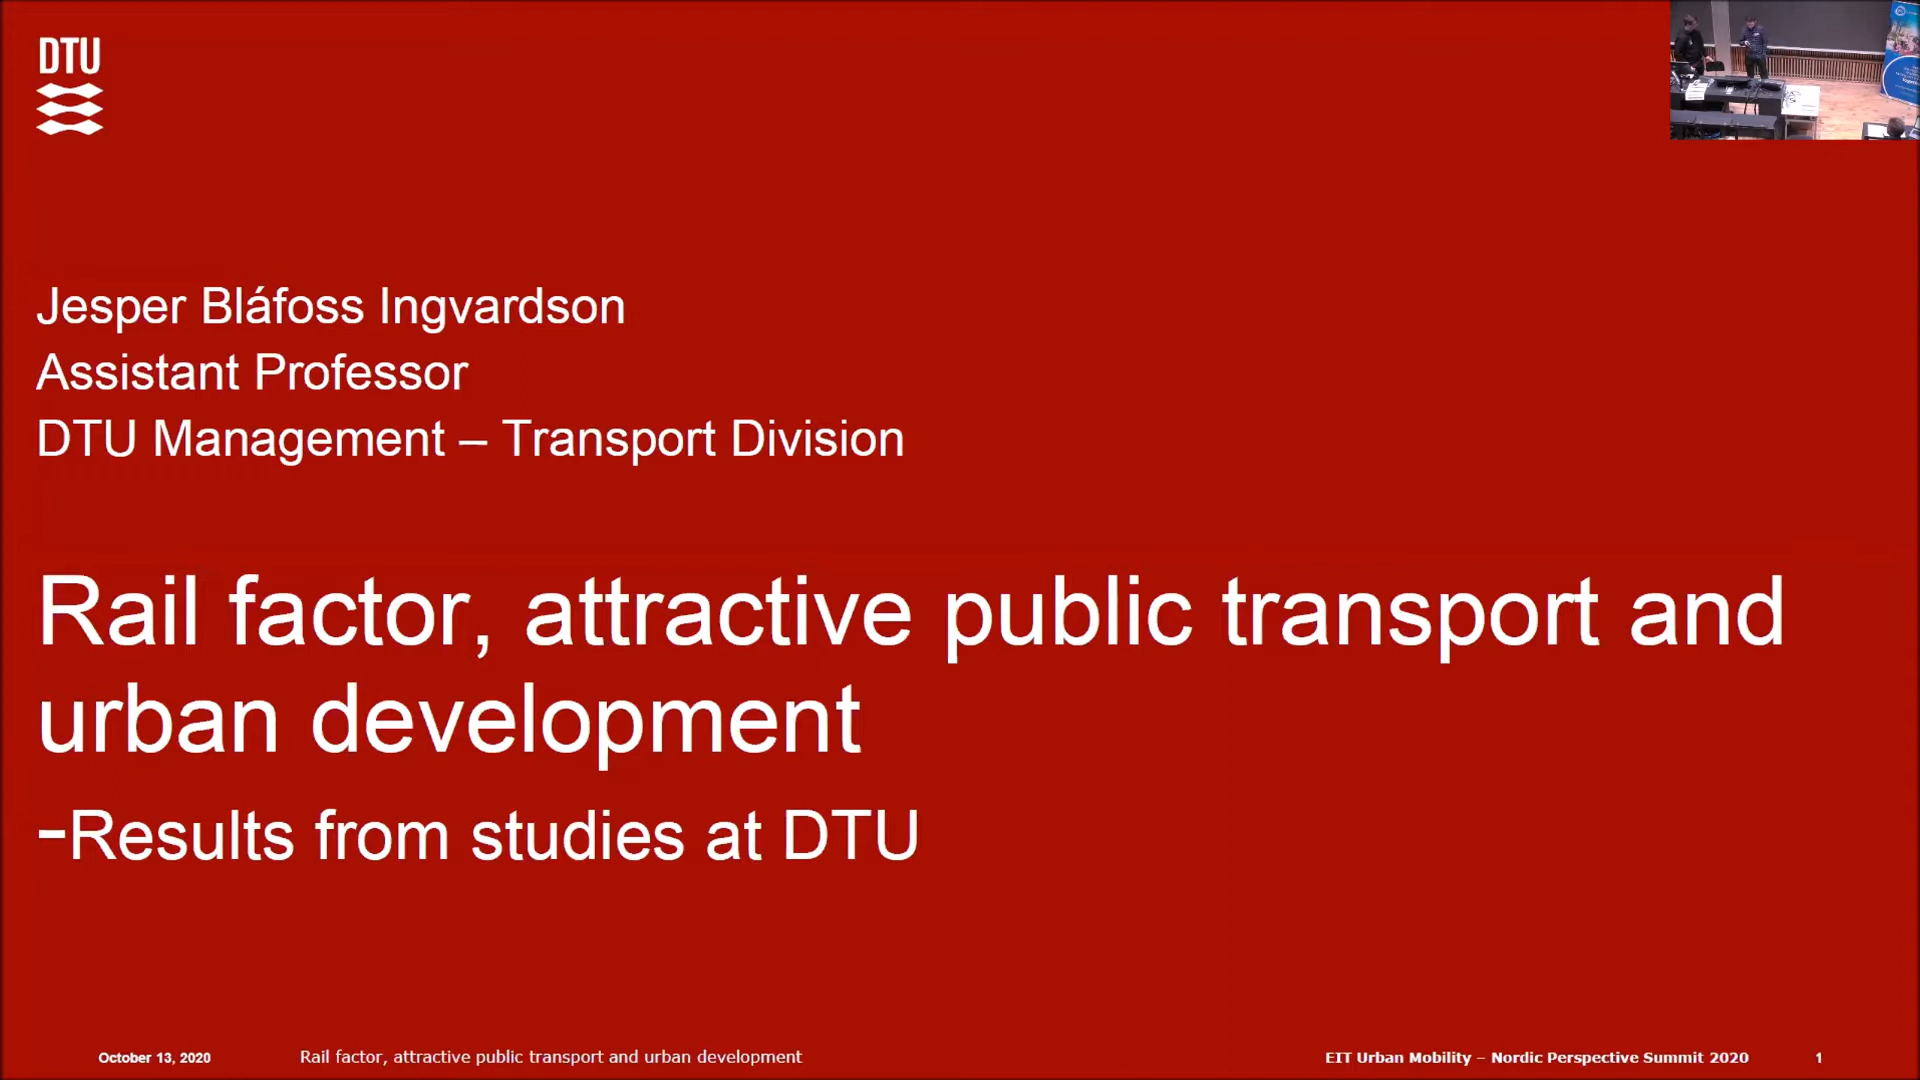 DTU
Jesper Bláfoss Ingvardson
Assistant Professor
DTU Management – Transport Division
Rail factor, attractive public transport and
urban development
-Results from studies at DTU
October 13, 2020
Rail factor, attractive public transport and urban development
EIT Urban Mobility – Nordic Perspective Summit 2020
1